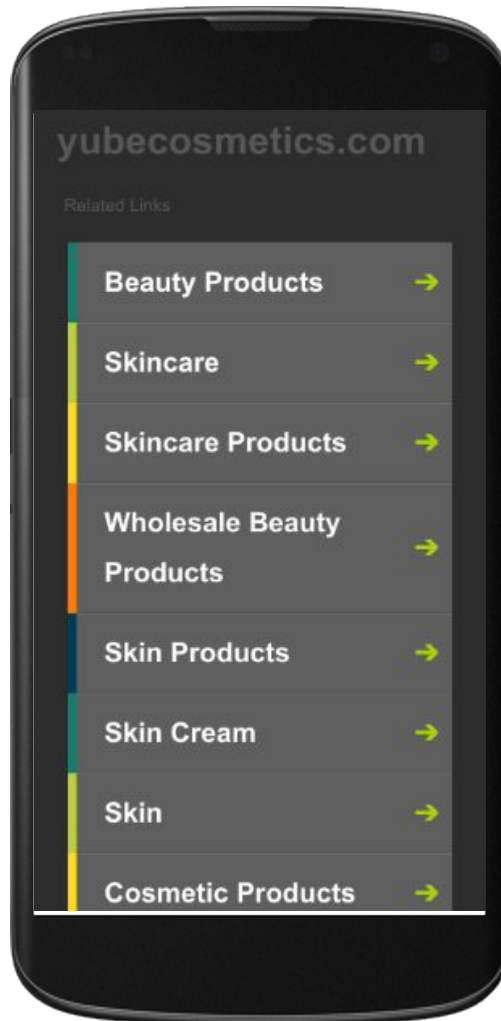 yubecosmetics.com
Related Links
Beauty Products
Skincare
Skincare Products
Wholesale Beauty
Products
Skin Products
Skin Cream
Skin
Cosmetic Products